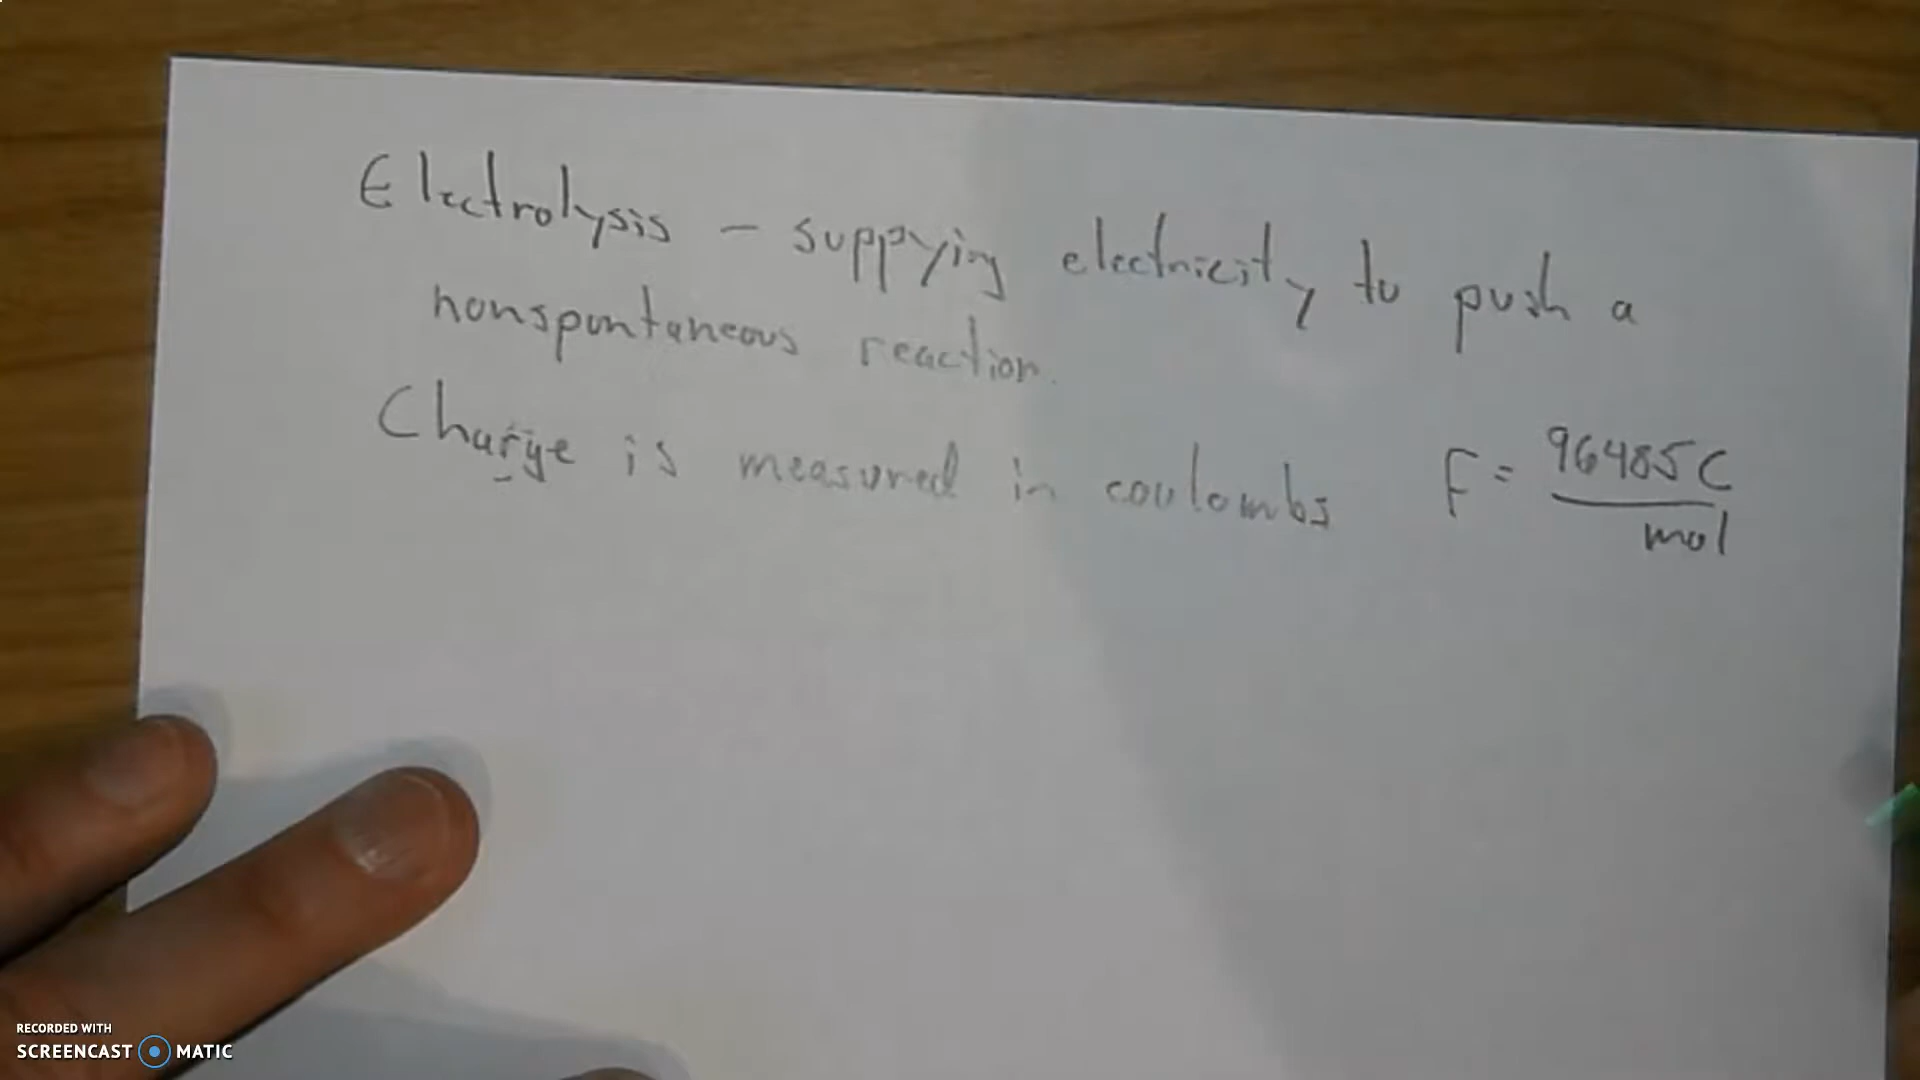 Electrolysis - suppying electricity to push a
nonspontaneous reaction.
Charge is measured in coulombs F = 96485 C / mol
RECORDED WITH
SCREENCAST MATIC